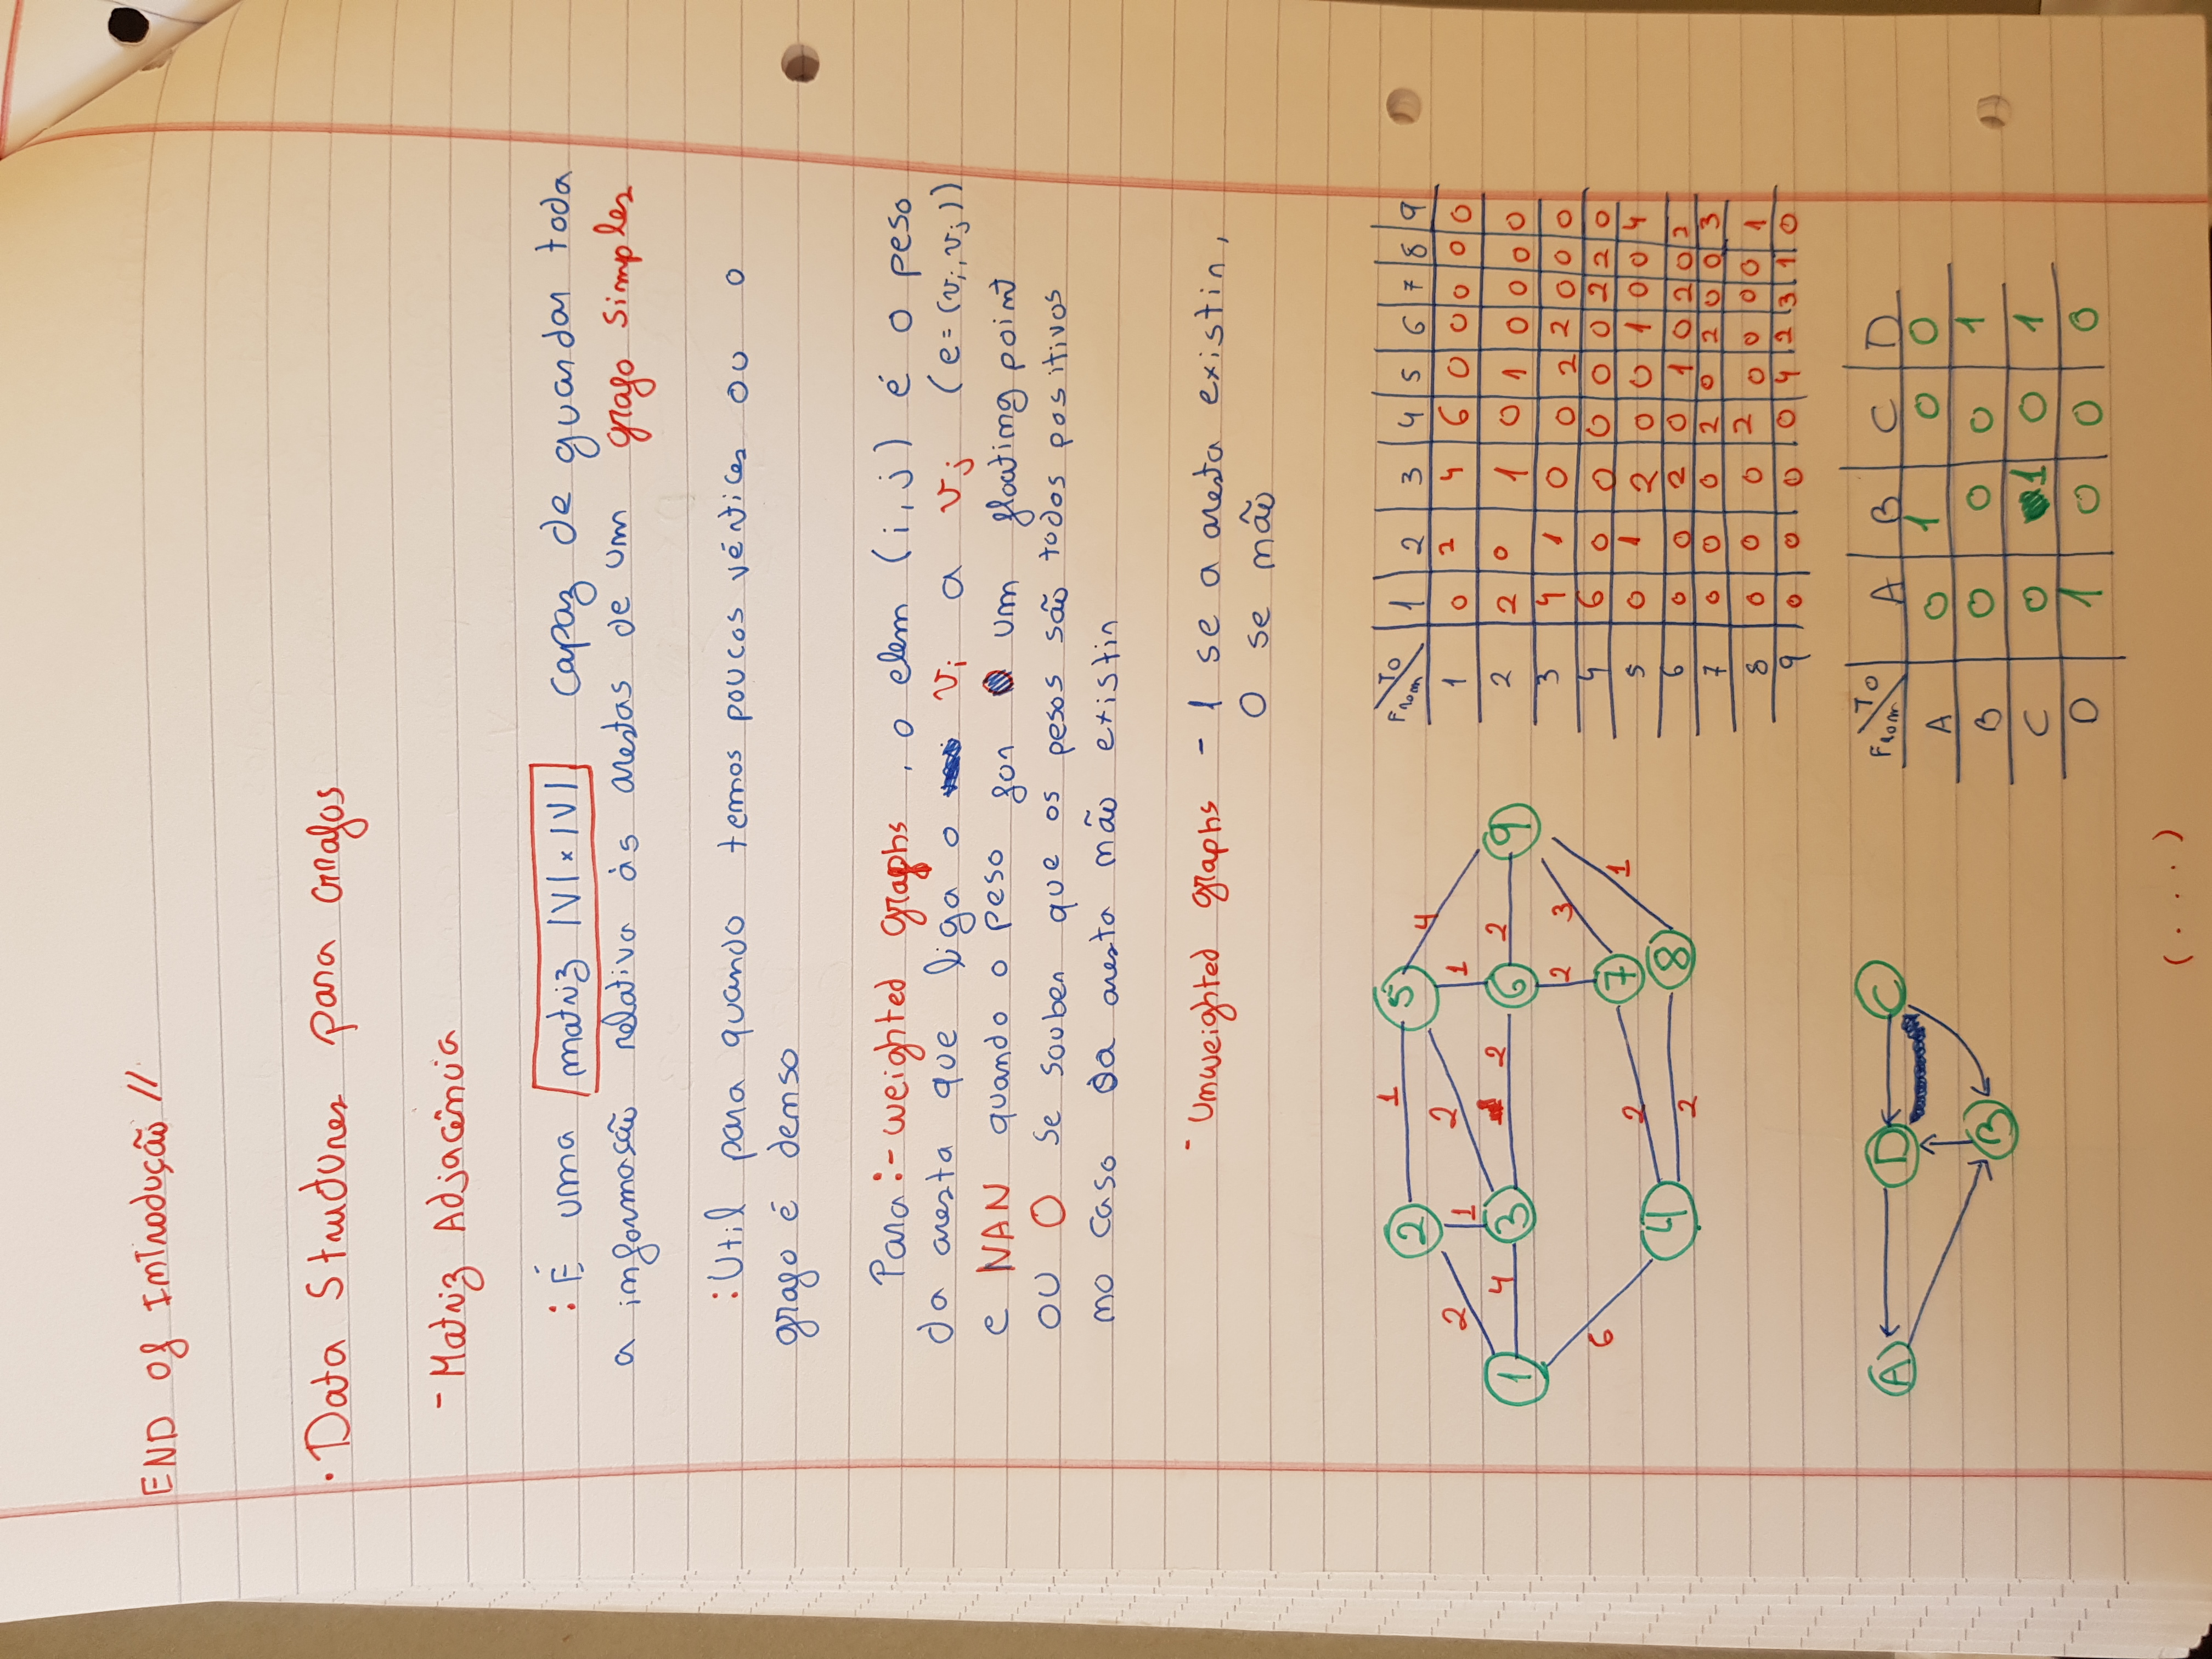 END Of Introdução //
• Data Structures para Grafos
- Matriz Adjacência
: É uma matriz |V| x |V| capaz de guardar toda
a informação relativa às arestas de um grafo simples
: Util para quando temos poucos vértices ou o
grafo é denso
Para :- weighted graphs , o elem (i,j) é o peso
da aresta que liga o vi a vj (e=(vi,vj))
e NAN quando o peso for um floating point
ou 0 se souber que os pesos são todos positivos
no caso da aresta não existir
- Unweighted graphs - 1 se a aresta existir,
0 se não
2 1 5 4
2 1 2 1
1 4 3 2 6 2 9
6 2 3
2 7 1
4 2 8
From \ To 1 2 3 4 5 6 7 8 9
1 0 2 4 6 0 0 0 0 0
2 2 0 1 0 1 0 0 0 0
3 4 1 0 0 2 2 0 0 0
4 6 0 0 0 0 0 2 2 0
5 0 1 2 0 0 1 0 0 4
6 0 0 2 0 1 0 2 0 2
7 0 0 0 2 0 2 0 0 3
8 0 0 0 2 0 0 0 0 1
9 0 0 0 0 4 2 3 1 0
A D C
B
From \ To A B C D
A 0 1 0 0
B 0 0 0 1
C 0 1 0 1
D 1 0 0 0
(...)